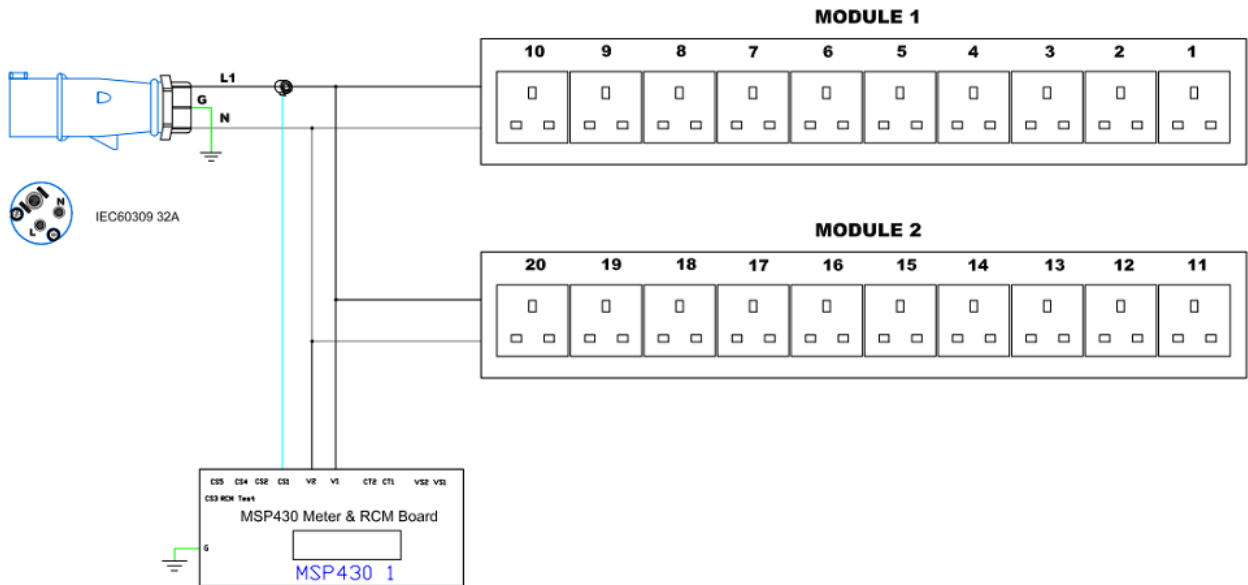 MODULE 1
10 9 8 7 6 5 4 3 2 1
L1
G
N
N
L
IEC60309 32A
MODULE 2
20 19 18 17 16 15 14 13 12 11
CS5 CS4 CS2 CS1 V2 V1 CT2 CT1 VS2 VS1
CS3 RCM Test
MSP430 Meter & RCM Board
G
MSP430 1